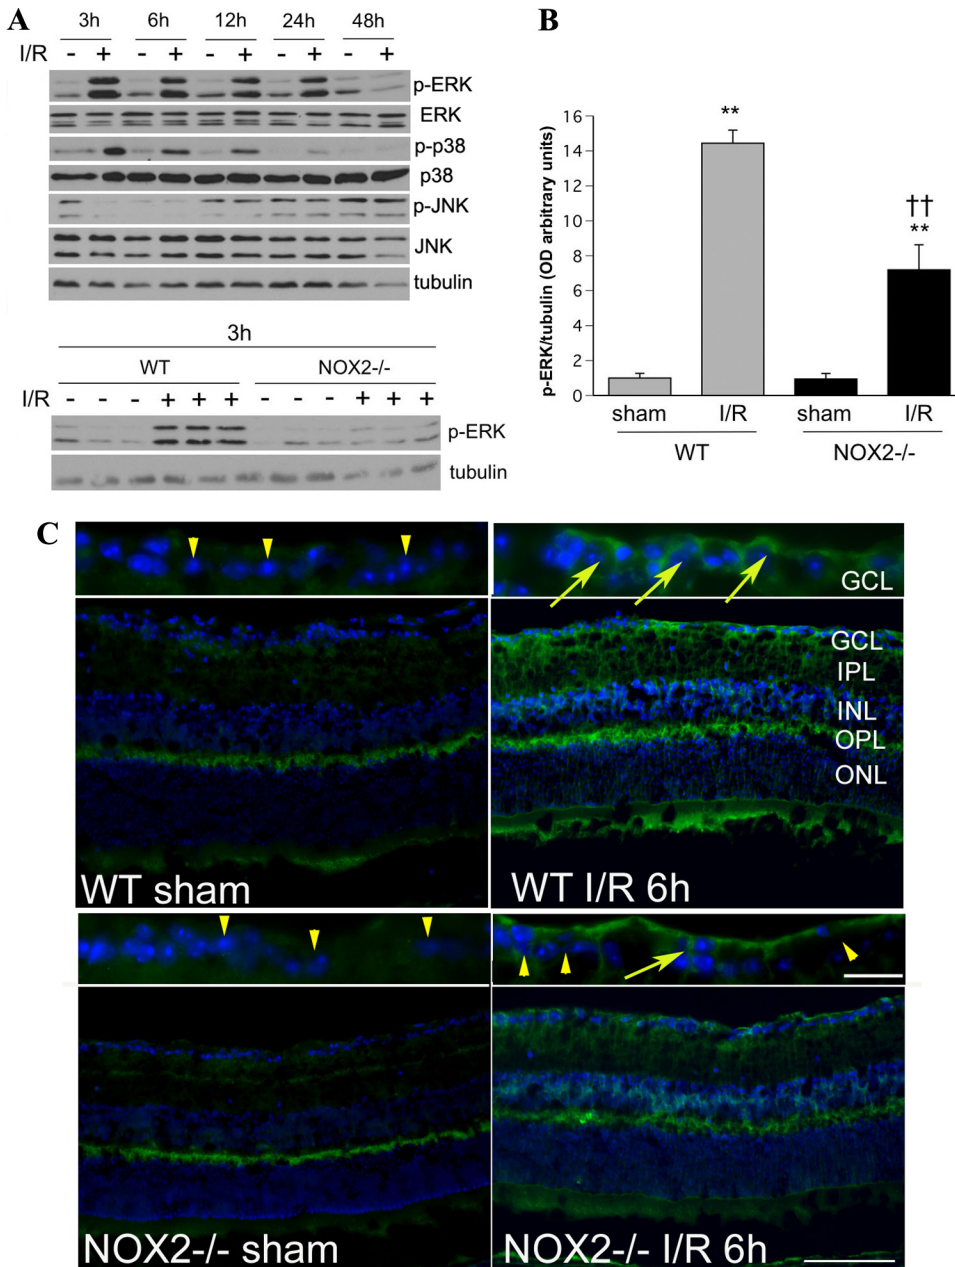 A
3h 6h 12h 24h 48h
I/R - + - + - + - + - +
p-ERK
ERK
p-p38
p38
p-JNK
JNK
tubulin
3h
WT NOX2-/-
I/R - - - + + + - - - + + +
p-ERK
tubulin
B
p-ERK/tubulin (OD arbitrary units)
16
14
12
10
8
6
4
2
0
**
††
**
sham I/R sham I/R
WT NOX2-/-
C
GCL
GCL
IPL
INL
OPL
ONL
WT sham
WT I/R 6h
NOX2-/- sham
NOX2-/- I/R 6h